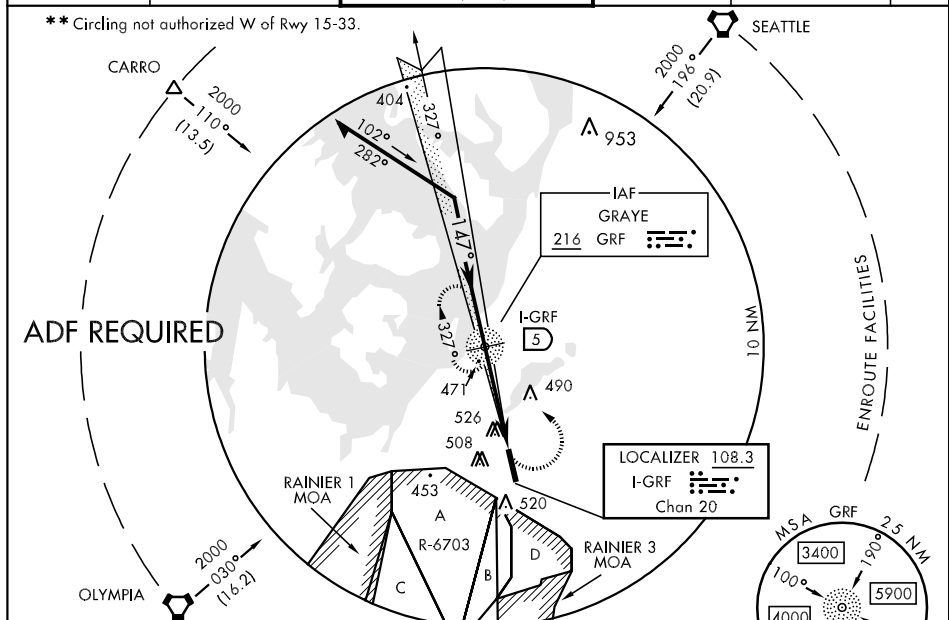 ** Circling not authorized W of Rwy 15-33.
SEATTLE
2000
196°
(20.9)
CARRO
2000
110°
(13.5)
404
327°
102°
282°
953
IAF
GRAYE
216 GRF
147°
ADF REQUIRED
327°
I-GRF
5
10 NM
ENROUTE FACILITIES
471
490
526
508
LOCALIZER 108.3
I-GRF
Chan 20
RAINIER 1
MOA
453
520
A
R-6703
D
C
B
RAINIER 3
MOA
OLYMPIA
2000
030°
(16.2)
MSA GRF 25 NM
3400
190°
100°
5900
4000